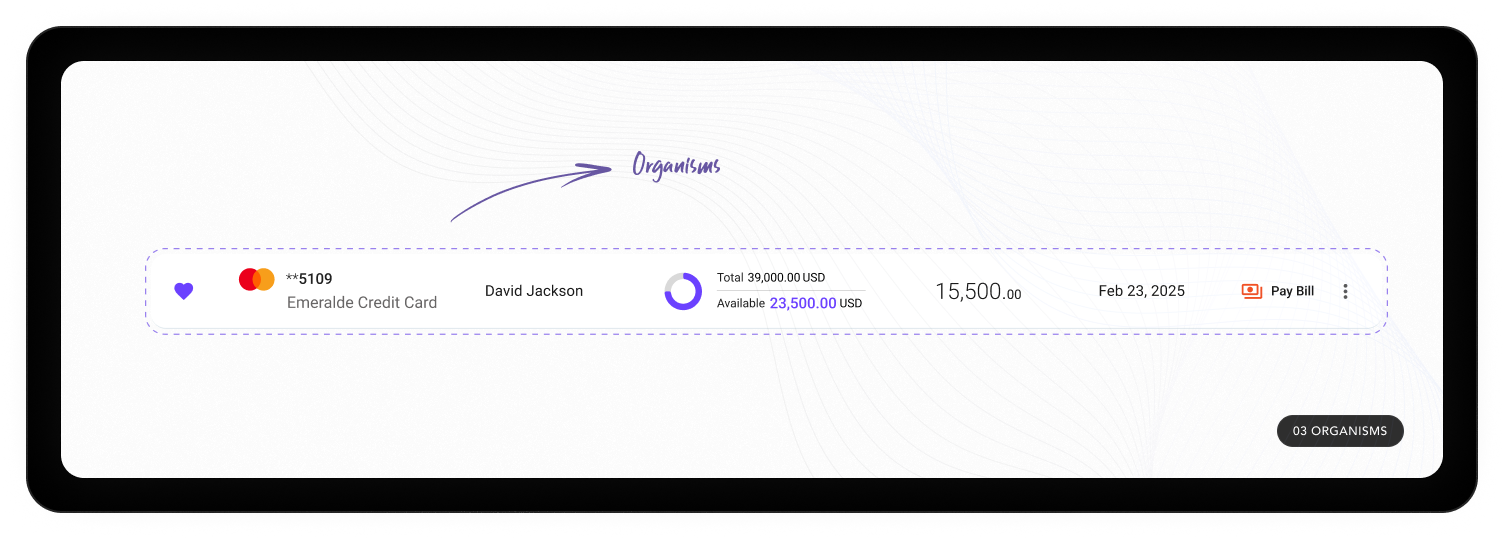 Organisms
**5109
Emeralde Credit Card
David Jackson
Total 39,000.00 USD
Available 23,500.00 USD
15,500.00
Feb 23, 2025
Pay Bill
03 ORGANISMS